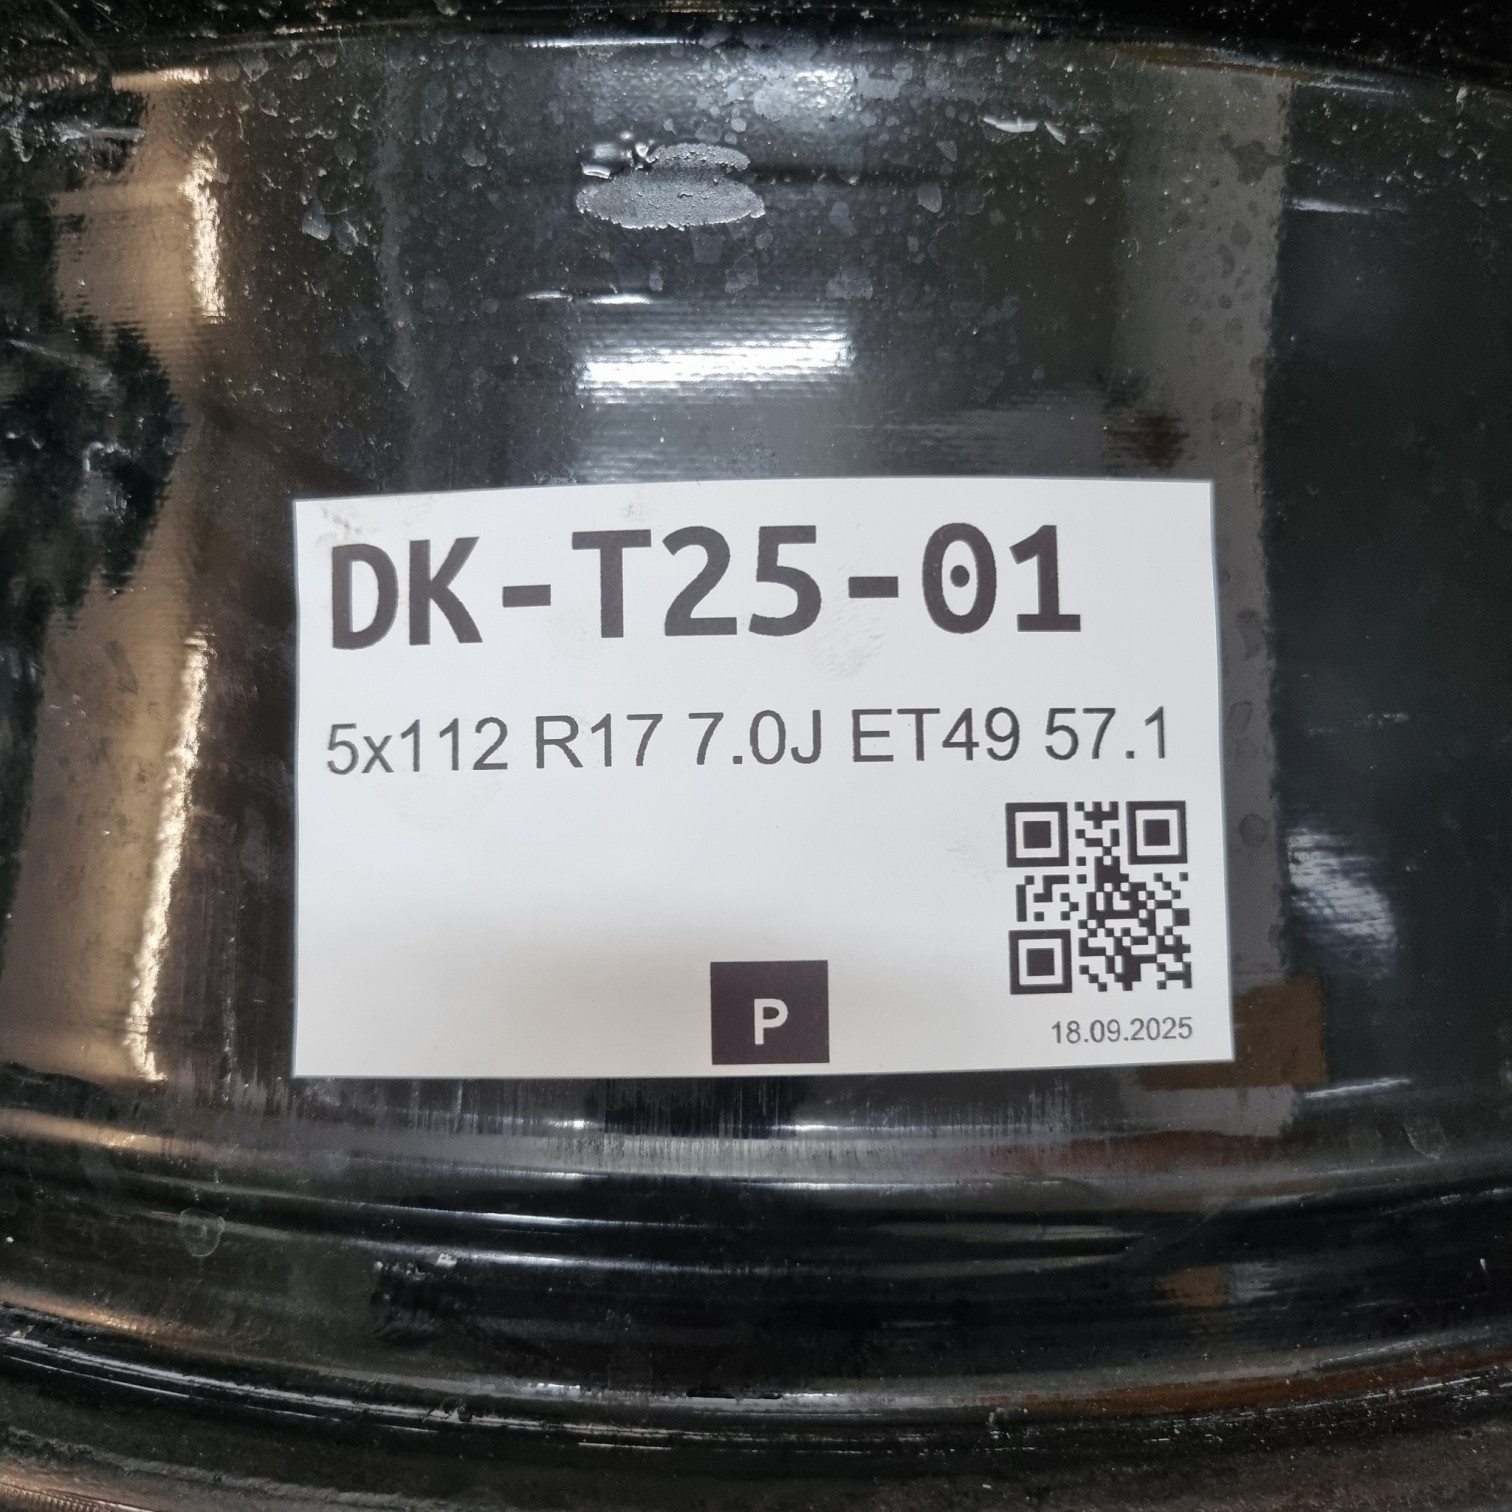 DK-T25-01
5x112 R17 7.0J ET49 57.1
P
18.09.2025